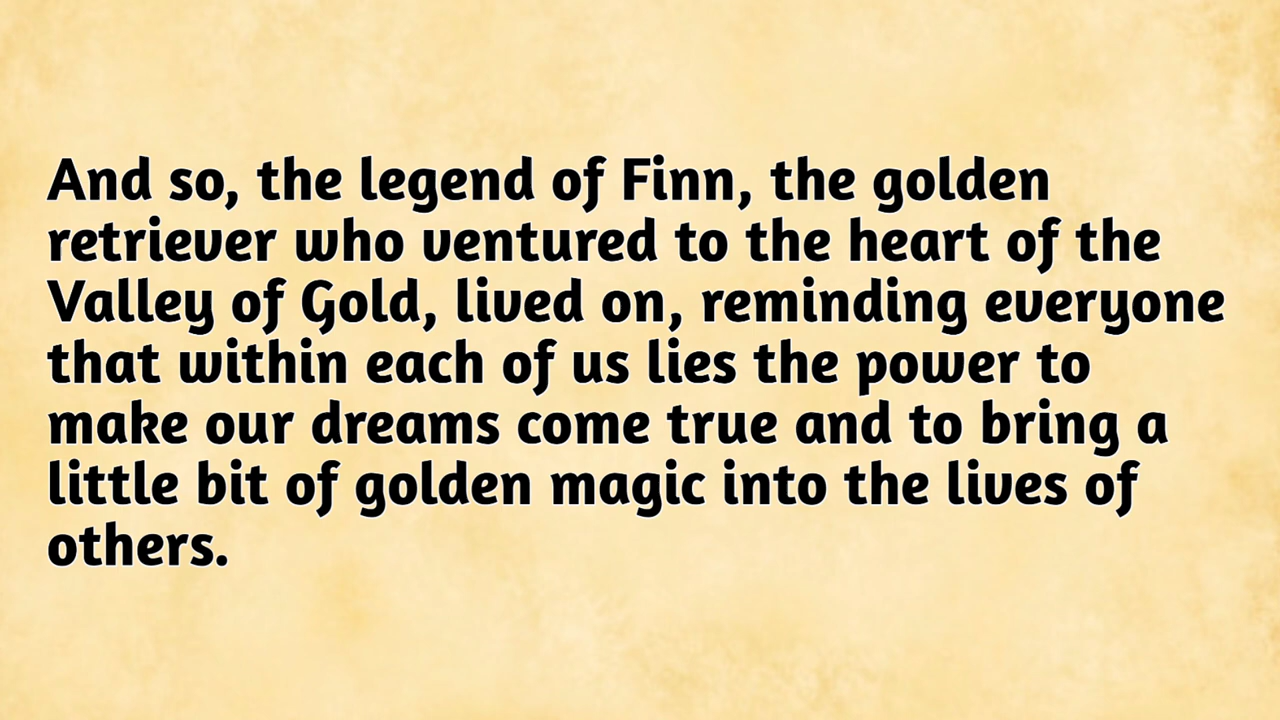 And so, the legend of Finn, the golden
retriever who ventured to the heart of the
Valley of Gold, lived on, reminding everyone
that within each of us lies the power to
make our dreams come true and to bring a
little bit of golden magic into the lives of
others.